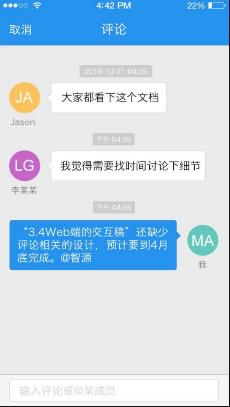 4:42 PM 22%
取消 评论
2016-10-21 04:35
JA 大家都看下这个文档
Jason
下午 04:35
LG 我觉得需要找时间讨论下细节
李某某
下午 04:35
“3.4Web端的交互稿”还缺少
评论相关的设计，预计要到4月
底完成。@智源
MA
我
输入评论或@某成员